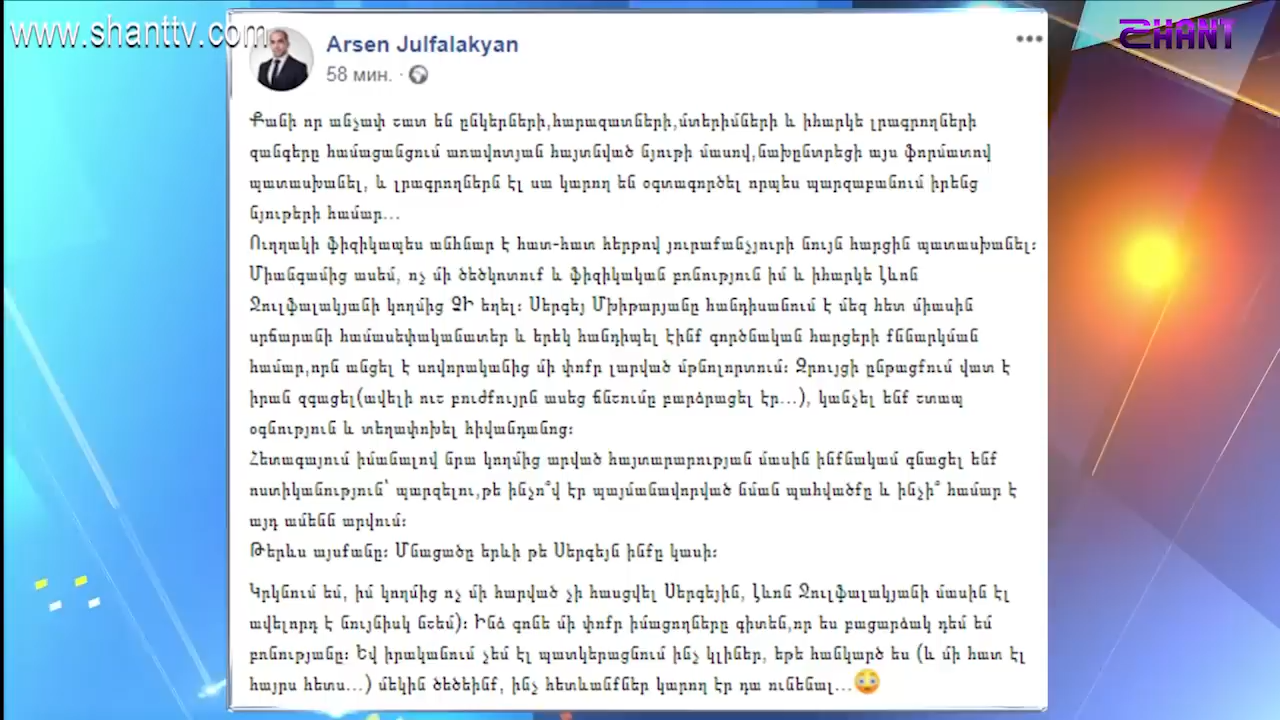 www.shanttv.com
SHANT
Arsen Julfalakyan
58 мин. ·
Քանի որ անչափ շատ են ընկերների,հարազատների,մտերիմների և իհարկե լրագրողների
զանգերը համացանցում առավոտյան հայտնված նյութի մասով,նախընտրեցի այս ֆորմատով
պատասխանել, և լրագրողներն էլ սա կարող են օգտագործել որպես պարզաբանում իրենց
նյութերի համար...
Ուղղակի ֆիզիկապես անհնար է հատ-հատ հերթով յուրաքանչյուրի նույն հարցին պատասխանել:
Միանգամից ասեմ, ոչ մի ծեծկռտուք և ֆիզիկական բռնություն իմ և իհարկե Լևոն
Ջուլֆալակյանի կողմից ՉԻ եղել: Սերգեյ Մխիթարյանը հանդիսանում է մեզ հետ միասին
սրճարանի համասեփականատեր և երեկ հանդիպել էինք գործնական հարցերի քննարկման
համար,որն անցել է սովորականից մի փոքր լարված մթնոլորտում: Զրույցի ընթացքում վատ է
իրան զգացել(ավելի ուշ բուժքույրն ասեց ճնշումը բարձրացել էր...), կանչել ենք շտապ
օգնություն և տեղափոխել հիվանդանոց:
Հետագայում իմանալով նրա կողմից արված հայտարարության մասին ինքնակամ գնացել ենք
ոստիկանություն՝ պարզելու,թե ինչո՞վ էր պայմանավորված նման պահվածքը և ինչի՞ համար է
այդ ամենն արվում:
Թերևս այսքանը: Մնացածը երևի թե Սերգեյն ինքը կասի:
Կրկնում եմ, իմ կողմից ոչ մի հարված չի հասցվել Սերգեյին, Լևոն Ջուլֆալակյանի մասին էլ
ավելորդ է նույնիսկ նշեմ): Ինձ գոնե մի փոքր իմացողները գիտեն,որ ես բացարձակ դեմ եմ
բռնությանը: Եվ իրականում չեմ էլ պատկերացնում ինչ կլիներ, եթե հանկարծ ես (և մի հատ էլ
հայրս հետս...) մեկին ծեծեինք, ինչ հետևանքներ կարող էր դա ունենալ...😳